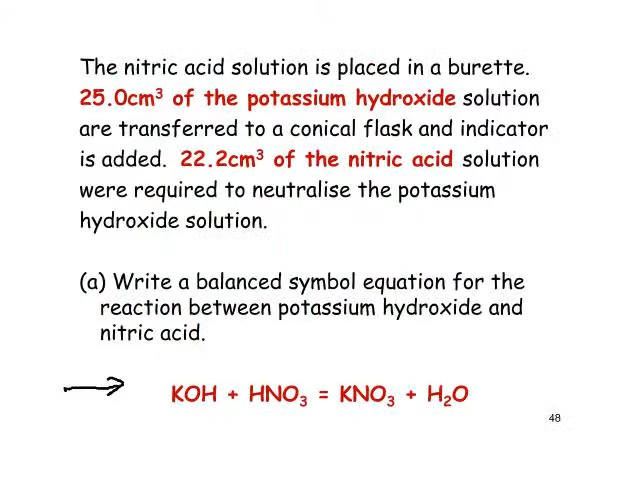 The nitric acid solution is placed in a burette.
25.0cm³ of the potassium hydroxide solution
are transferred to a conical flask and indicator
is added. 22.2cm³ of the nitric acid solution
were required to neutralise the potassium
hydroxide solution.
(a) Write a balanced symbol equation for the
reaction between potassium hydroxide and
nitric acid.
KOH + HNO₃ = KNO₃ + H₂O
48